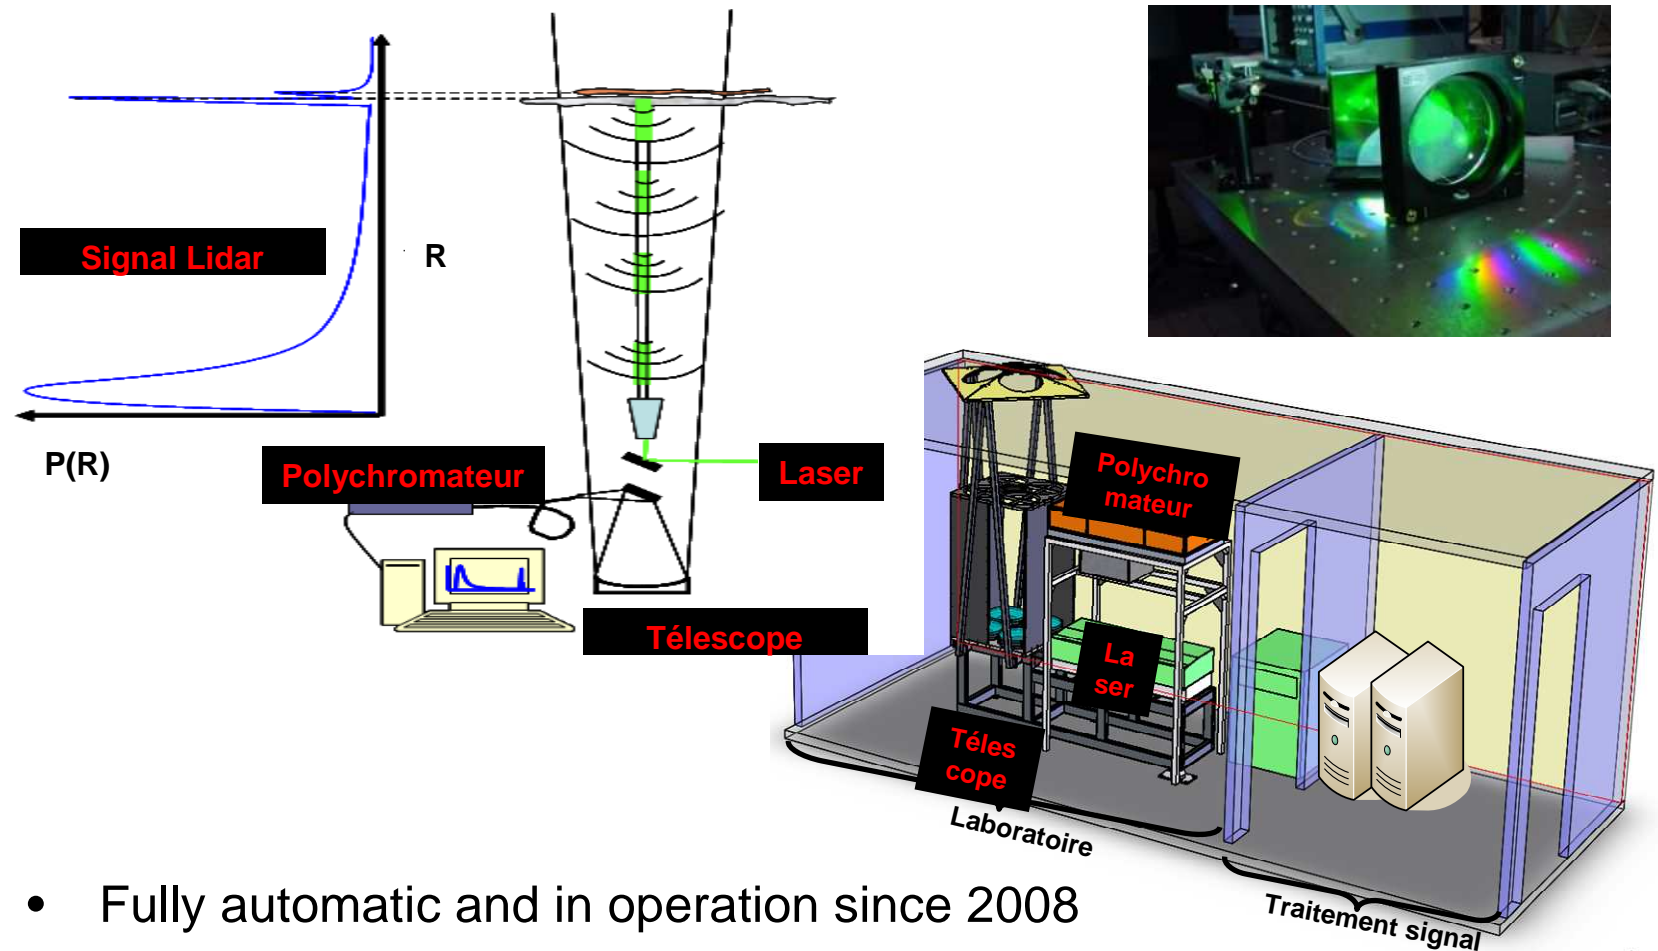 Signal Lidar
R
P(R)
Polychromateur
Laser
Télescope
Polychro
mateur
La
ser
Téles
cope
Laboratoire
Traitement signal
• Fully automatic and in operation since 2008